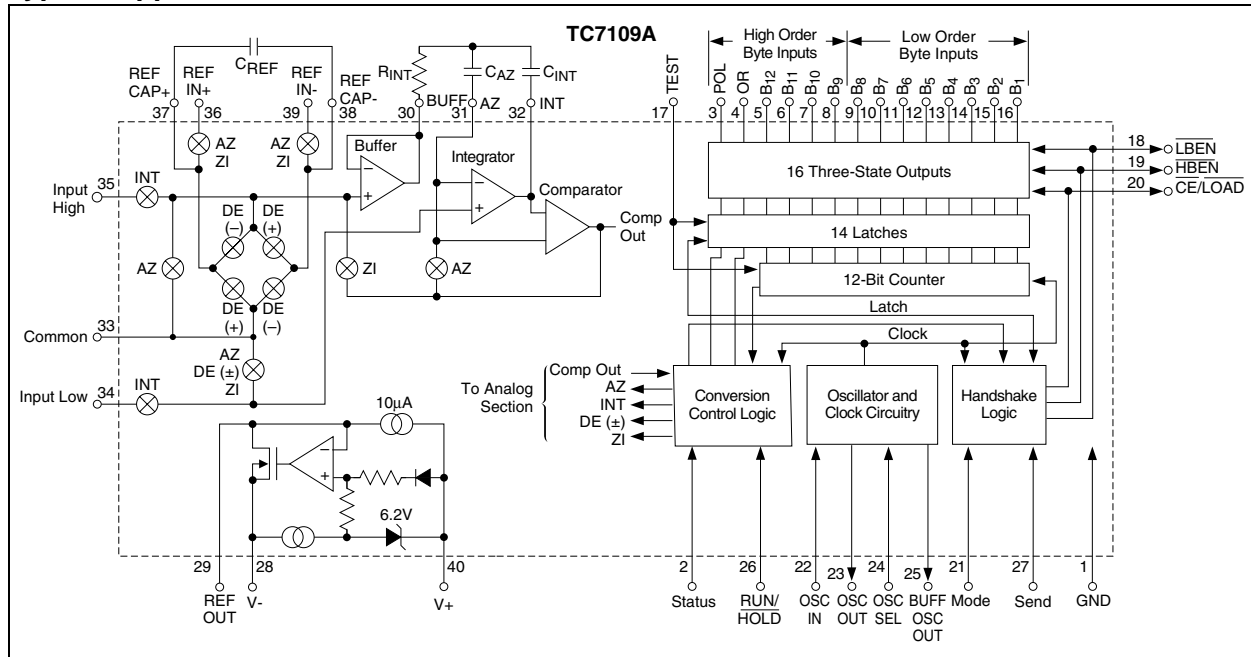 TC7109A
High Order
Byte Inputs
Low Order
Byte Inputs
CREF
RINT
CAZ
CINT
REF
CAP+
REF
IN+
REF
IN-
REF
CAP-
BUFF
AZ
INT
TEST
POL
OR
B12
B11
B10
B9
B8
B7
B6
B5
B4
B3
B2
B1
37
36
39
38
30
31
32
17
3
4
5
6
7
8
9
10
11
12
13
14
15
16
AZ
ZI
AZ
ZI
Buffer
Integrator
Comparator
Comp
Out
16 Three-State Outputs
14 Latches
12-Bit Counter
Latch
Clock
18
LBEN
19
HBEN
20
CE/LOAD
Input
High
35
INT
DE
(–)
DE
(+)
AZ
DE
(+)
DE
(–)
ZI
AZ
Common
33
AZ
DE (±)
ZI
Input Low
34
INT
– + – + – +
10µA
6.2V
To Analog
Section
Comp Out
AZ
INT
DE (±)
ZI
Conversion
Control Logic
Oscillator and
Clock Circuitry
Handshake
Logic
29
28
40
2
26
22
23
24
25
21
27
1
REF
OUT
V-
V+
Status
RUN/
HOLD
OSC
IN
OSC
OUT
OSC
SEL
BUFF
OSC
OUT
Mode
Send
GND